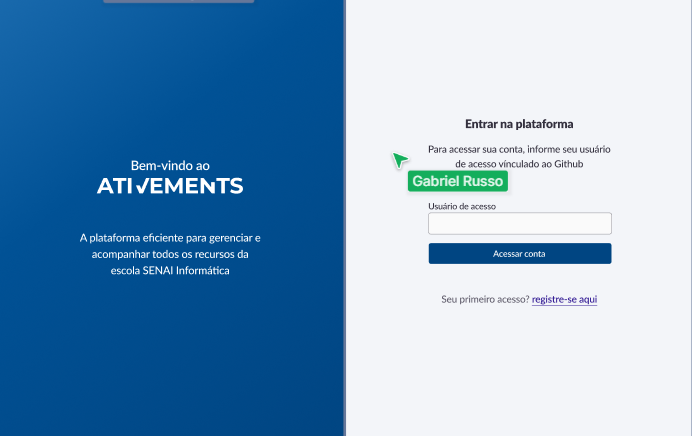 Bem-vindo ao
ATIVEMENTS
A plataforma eficiente para gerenciar e
acompanhar todos os recursos da
escola SENAI Informática
Entrar na plataforma
Para acessar sua conta, informe seu usuário
de acesso vinculado ao Github
Gabriel Russo
Usuário de acesso
Acessar conta
Seu primeiro acesso? registre-se aqui